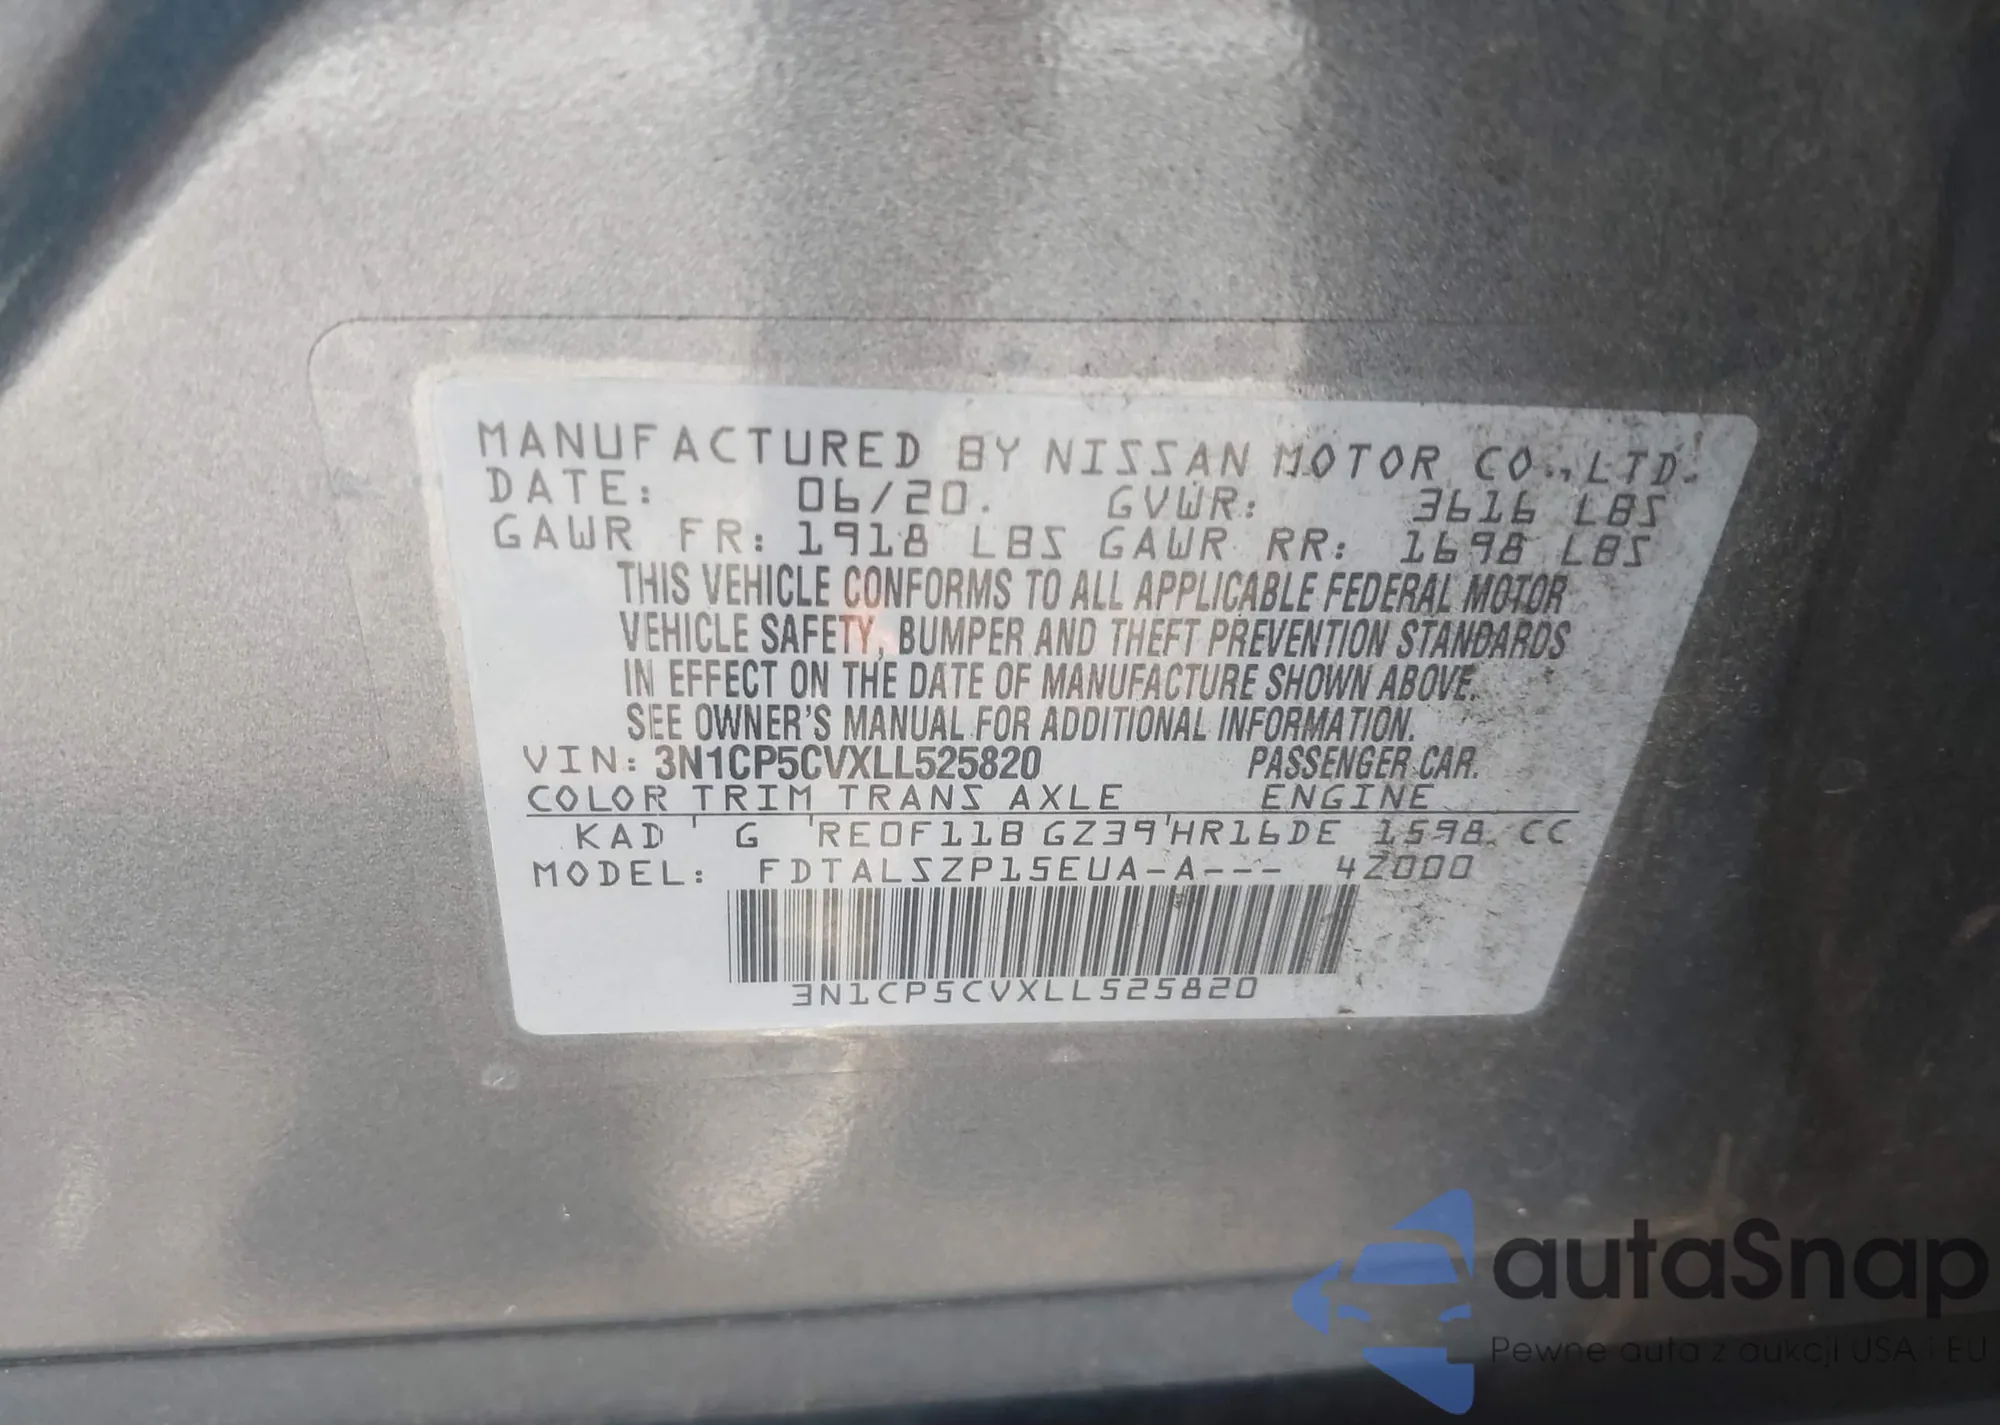 MANUFACTURED BY NISSAN MOTOR CO., LTD.
DATE: 06/20. GVWR: 3616 LBS
GAWR FR: 1918 LBS GAWR RR: 1698 LBS
THIS VEHICLE CONFORMS TO ALL APPLICABLE FEDERAL MOTOR
VEHICLE SAFETY, BUMPER AND THEFT PREVENTION STANDARDS
IN EFFECT ON THE DATE OF MANUFACTURE SHOWN ABOVE.
SEE OWNER'S MANUAL FOR ADDITIONAL INFORMATION.
VIN: 3N1CP5CVXLL525820 PASSENGER CAR.
COLOR TRIM TRANS AXLE ENGINE
KAD ' G 'RE0F11B GZ39'HR16DE 1598. CC
MODEL: FDTALSZP15EUA-A--- 4Z000
3N1CP5CVXLL525820
autaSnap
Pewne auta z aukcji USA i EU